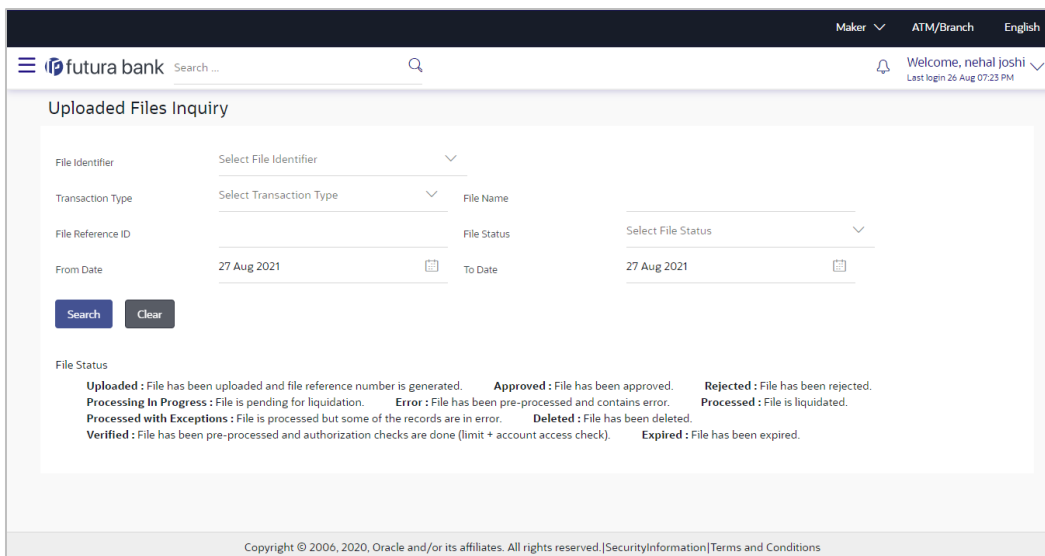 Maker ATM/Branch English
futura bank Search ... Welcome, nehal joshi
Last login 26 Aug 07:23 PM
Uploaded Files Inquiry
File Identifier Select File Identifier
Transaction Type Select Transaction Type File Name
File Reference ID File Status Select File Status
From Date 27 Aug 2021 To Date 27 Aug 2021
Search Clear
File Status
Uploaded : File has been uploaded and file reference number is generated. Approved : File has been approved. Rejected : File has been rejected.
Processing In Progress : File is pending for liquidation. Error : File has been pre-processed and contains error. Processed : File is liquidated.
Processed with Exceptions : File is processed but some of the records are in error. Deleted : File has been deleted.
Verified : File has been pre-processed and authorization checks are done (limit + account access check). Expired : File has been expired.
Copyright © 2006, 2020, Oracle and/or its affiliates. All rights reserved.|SecurityInformation|Terms and Conditions